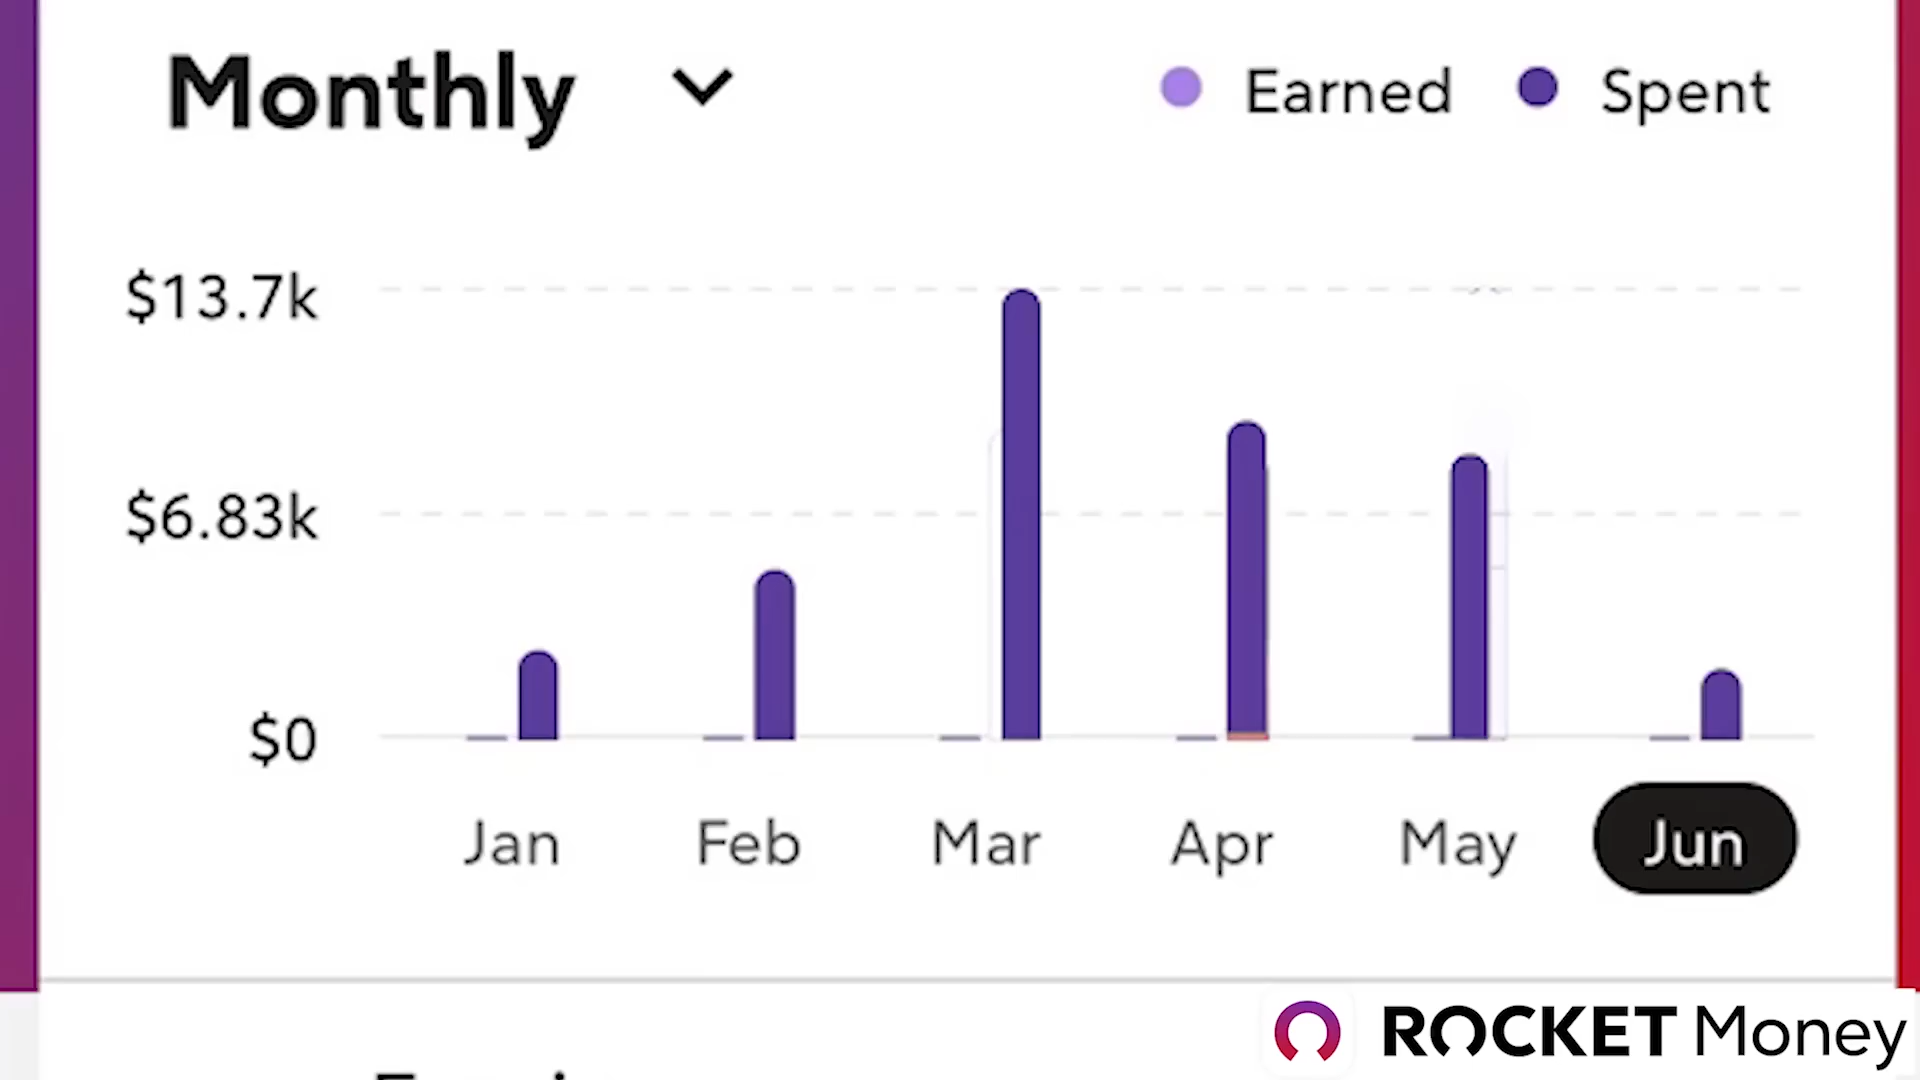 Monthly
Earned Spent
$13.7k
$6.83k
$0
Jan Feb Mar Apr May Jun
ROCKET Money